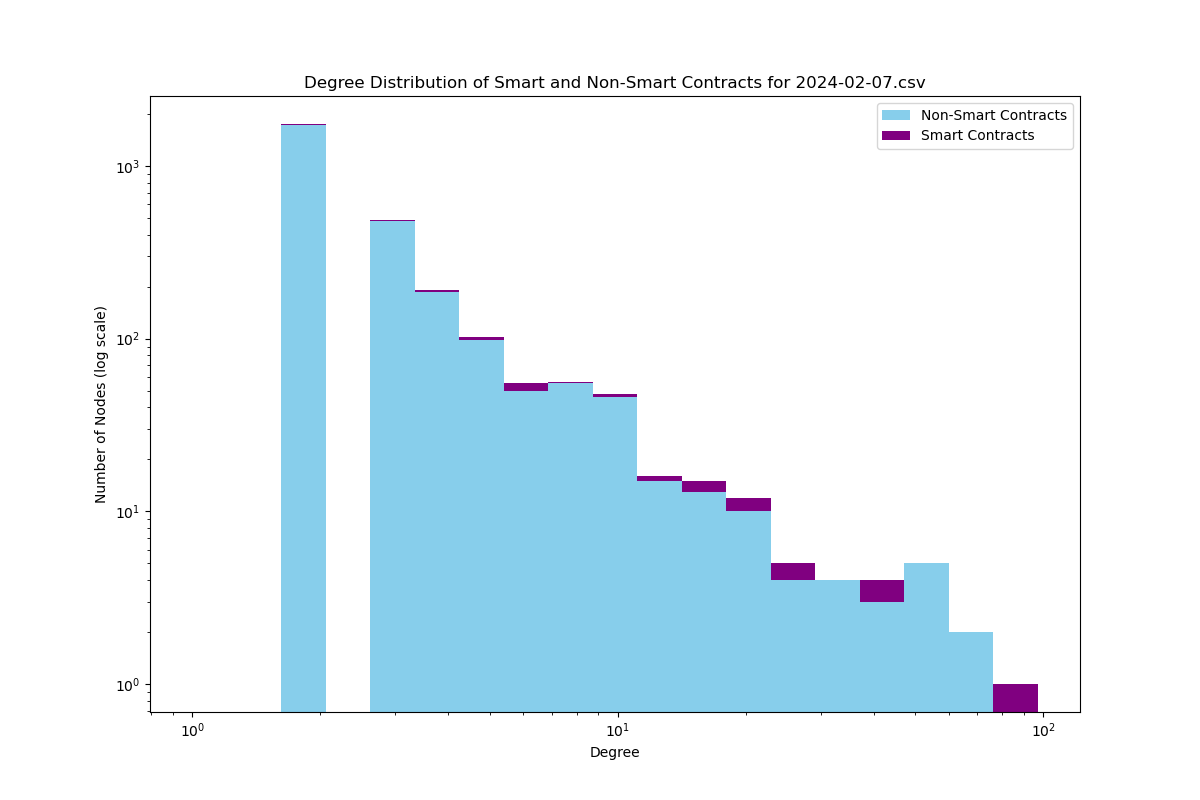 Degree Distribution of Smart and Non-Smart Contracts for 2024-02-07.csv
Non-Smart Contracts
Smart Contracts
Number of Nodes (log scale)
10³
10²
10¹
10⁰
10⁰ 10¹ 10²
Degree